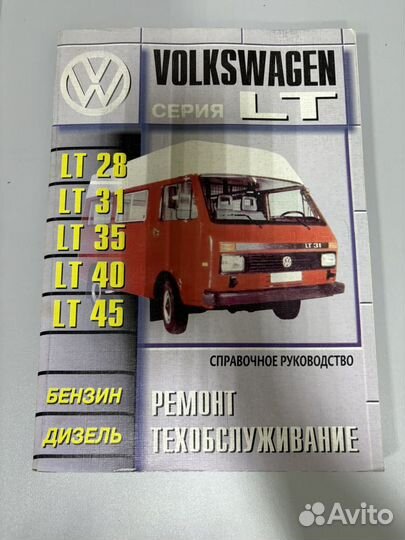 VOLKSWAGEN
СЕРИЯ LT
LT 28
LT 31
LT 35
LT 40
LT 45
LT 31
СПРАВОЧНОЕ РУКОВОДСТВО
БЕНЗИН
ДИЗЕЛЬ
РЕМОНТ
ТЕХОБСЛУЖИВАНИЕ
Avito